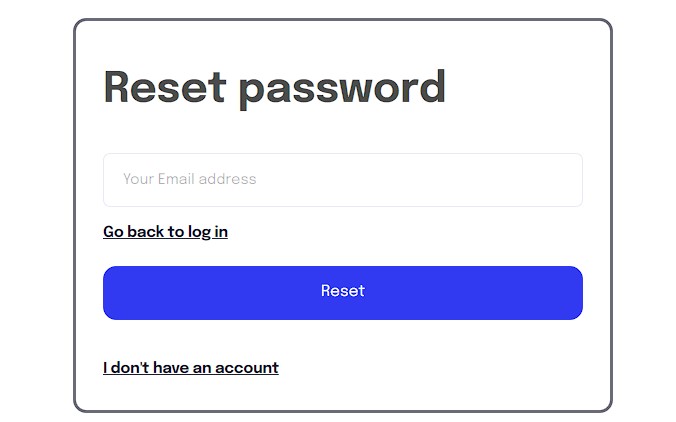 Reset password
Your Email address
Go back to log in
Reset
I don't have an account